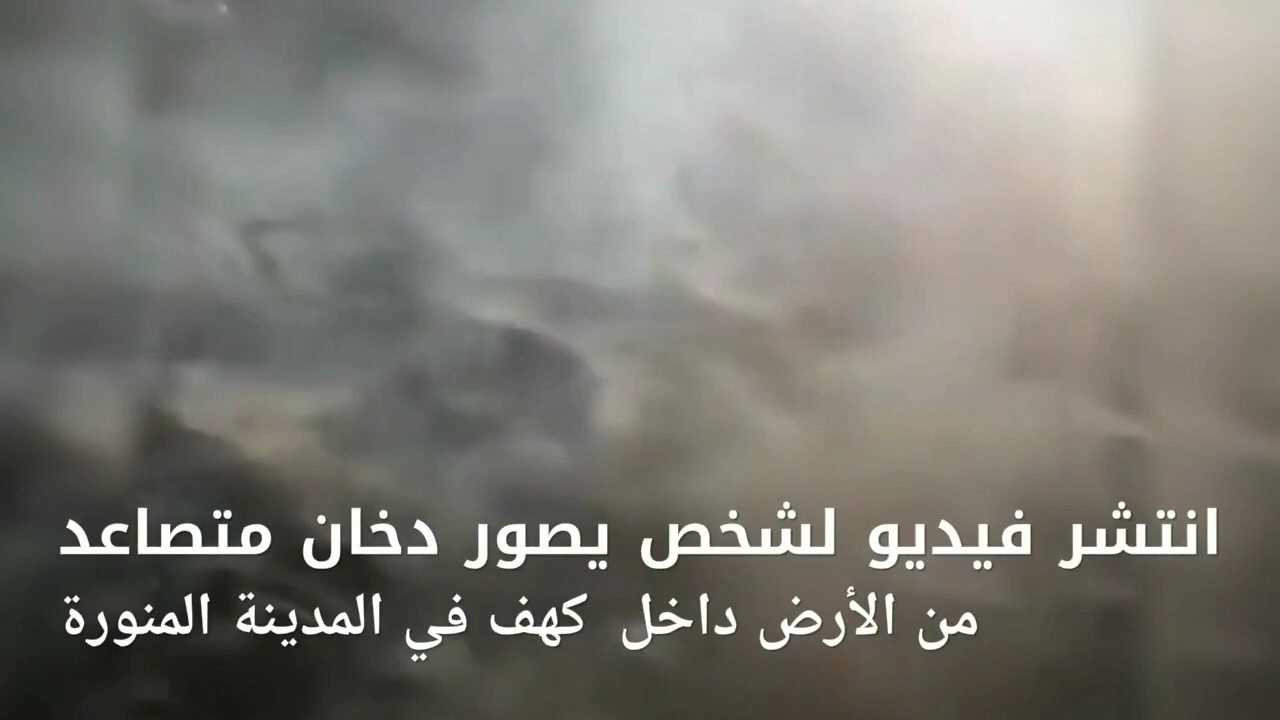 انتشر فيديو لشخص يصور دخان متصاعد
من الأرض داخل كهف في المدينة المنورة